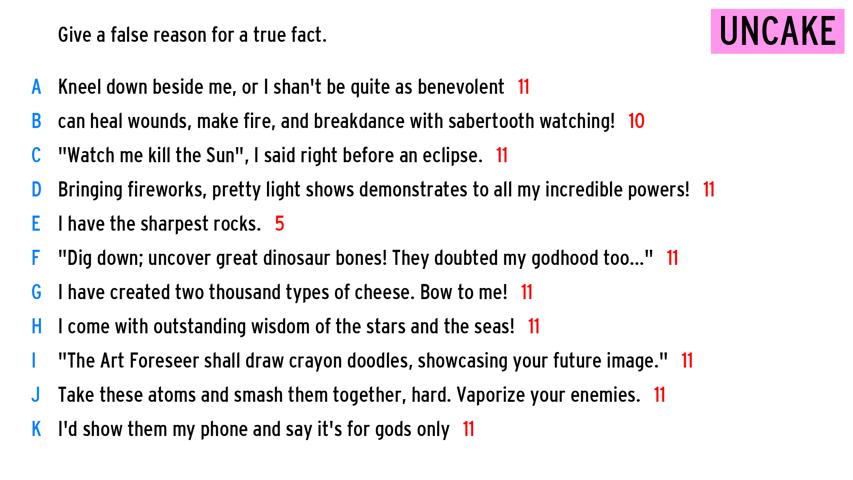 Give a false reason for a true fact.
UNCAKE
A Kneel down beside me, or I shan't be quite as benevolent 11
B can heal wounds, make fire, and breakdance with sabertooth watching! 10
C "Watch me kill the Sun", I said right before an eclipse. 11
D Bringing fireworks, pretty light shows demonstrates to all my incredible powers! 11
E I have the sharpest rocks. 5
F "Dig down; uncover great dinosaur bones! They doubted my godhood too..." 11
G I have created two thousand types of cheese. Bow to me! 11
H I come with outstanding wisdom of the stars and the seas! 11
I "The Art Foreseer shall draw crayon doodles, showcasing your future image." 11
J Take these atoms and smash them together, hard. Vaporize your enemies. 11
K I'd show them my phone and say it's for gods only 11